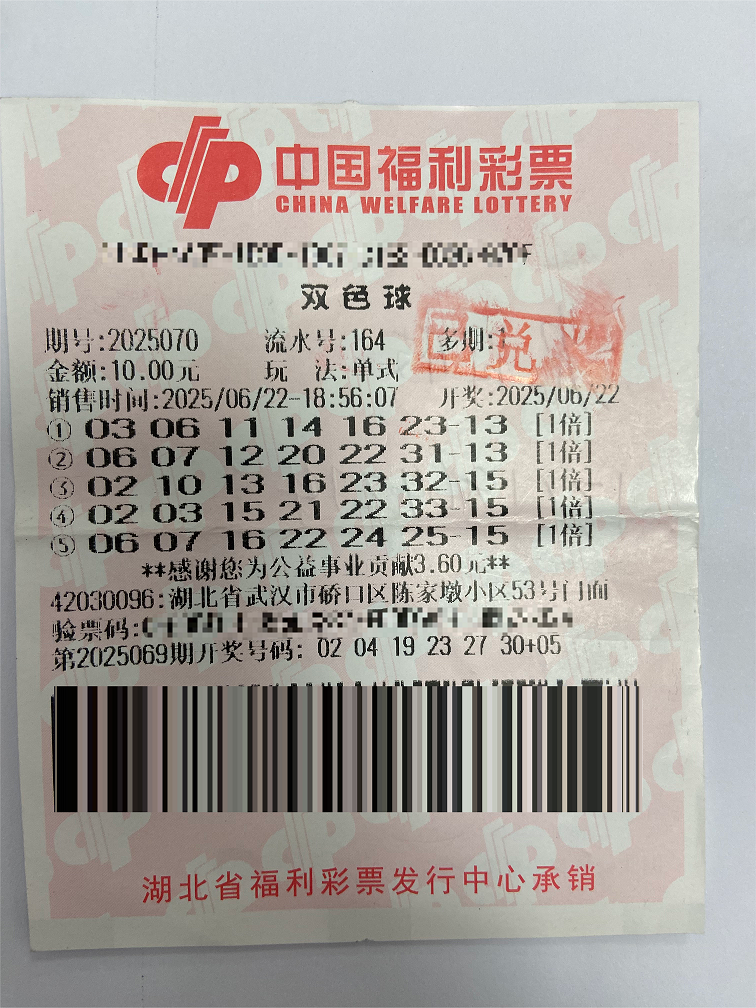 中国福利彩票
CHINA WELFARE LOTTERY
双色球
期号:2025070 流水号:164 多期:1
已兑奖
金额:10.00元 玩 法:单式
销售时间:2025/06/22-18:56:07 开奖:2025/06/22
① 03 06 11 14 16 23-13 [1倍]
② 06 07 12 20 22 31-13 [1倍]
③ 02 10 13 16 23 32-15 [1倍]
④ 02 03 15 21 22 33-15 [1倍]
⑤ 06 07 16 22 24 25-15 [1倍]
**感谢您为公益事业贡献3.60元**
42030096:湖北省武汉市硚口区陈家墩小区53号门面
验票码:
第2025069期开奖号码: 02 04 19 23 27 30+05
湖北省福利彩票发行中心承销